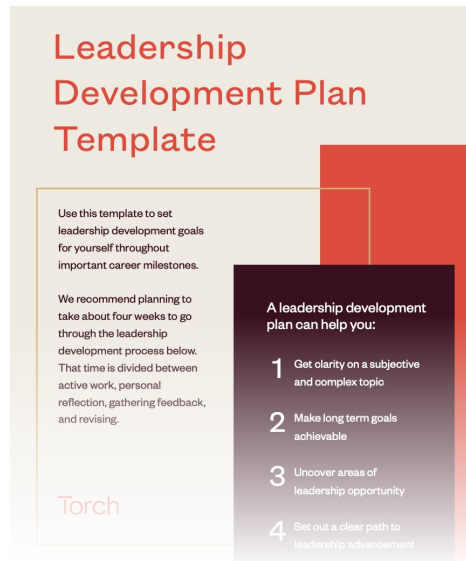 Leadership
Development Plan
Template
Use this template to set
leadership development goals
for yourself throughout
important career milestones.
We recommend planning to
take about four weeks to go
through the leadership
development process below.
That time is divided between
active work, personal
reflection, gathering feedback,
and revising.
Torch
A leadership development
plan can help you:
1 Get clarity on a subjective
and complex topic
2 Make long term goals
achievable
3 Uncover areas of
leadership opportunity
4 Set out a clear path to
leadership advancement